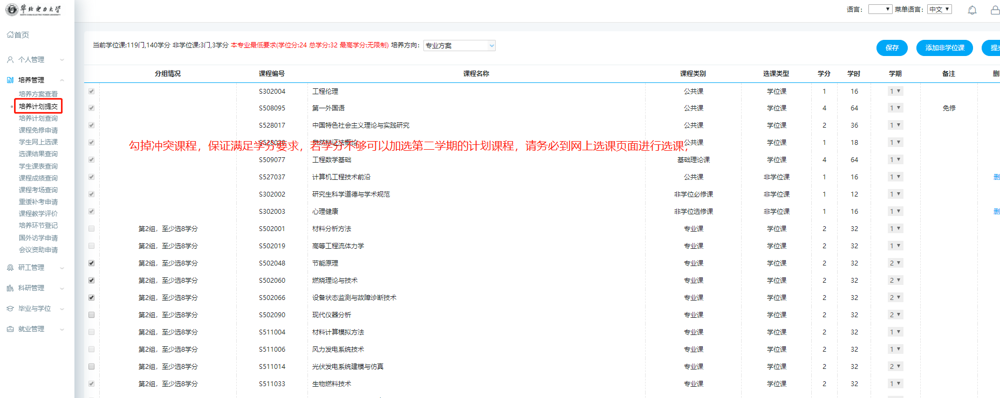 华北电力大学
NORTH CHINA ELECTRIC POWER UNIVERSITY
语言： 菜单语言： 中文
首页
个人管理
培养管理
培养方案查看
培养计划提交
培养计划查询
课程免修申请
学生网上选课
选课结果查询
学生课表查询
课程成绩查询
课程考场查询
重缓补考申请
课程教学评价
培养环节登记
国外访学申请
会议资助申请
研工管理
科研管理
毕业与学位
就业管理
当前学位课:119门,140学分 非学位课:3门,3学分 本专业最低要求(学位分:24 总学分:32 最高学分:无限制) 培养方向： 专业方案
保存 添加非学位课 提交
分组情况 课程编号 课程名称 课程类别 选课类型 学分 学时 学期 备注 删
S302004 工程伦理 公共课 学位课 1 16 1
S508095 第一外国语 公共课 学位课 4 64 1 免修
S528017 中国特色社会主义理论与实践研究 公共课 学位课 2 36 1
S528020 自然辩证法概论 公共课 学位课 1 18 1
勾掉冲突课程，保证满足学分要求，若学分不够可以加选第二学期的计划课程，请务必到网上选课页面进行选课，
S509077 工程数学基础 基础理论课 学位课 4 64 1
S527037 计算机工程技术前沿 公共课 非学位课 1 16 1 删
S302002 研究生科学道德与学术规范 非学位必修课 非学位课 1 12 1
S302003 心理健康 非学位选修课 非学位课 1 16 1 删
第2组，至少选8学分 S502001 材料分析方法 专业课 学位课 2 32 1
第2组，至少选8学分 S502019 高等工程流体力学 专业课 学位课 2 32 1
第2组，至少选8学分 S502048 节能原理 专业课 学位课 2 32 2
第2组，至少选8学分 S502060 燃烧理论与技术 专业课 学位课 2 32 2
第2组，至少选8学分 S502066 设备状态监测与故障诊断技术 专业课 学位课 2 32 2
第2组，至少选8学分 S502090 现代仪器分析 专业课 学位课 2 32 2
第2组，至少选8学分 S511004 材料计算模拟方法 专业课 学位课 2 32 1
第2组，至少选8学分 S511006 风力发电系统技术 专业课 学位课 2 32 1
第2组，至少选8学分 S511014 光伏发电系统建模与仿真 专业课 学位课 2 32 2
第2组，至少选8学分 S511033 生物燃料技术 专业课 学位课 2 32 1